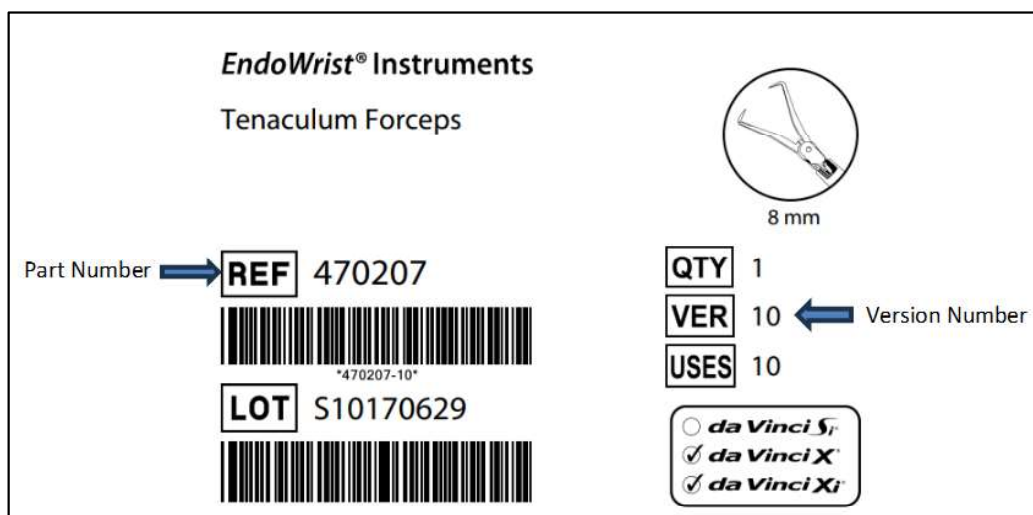 EndoWrist® Instruments
Tenaculum Forceps
8 mm
Part Number
REF 470207
QTY 1
VER 10
Version Number
*470207-10*
USES 10
LOT S10170629
da Vinci Si
da Vinci X
da Vinci Xi